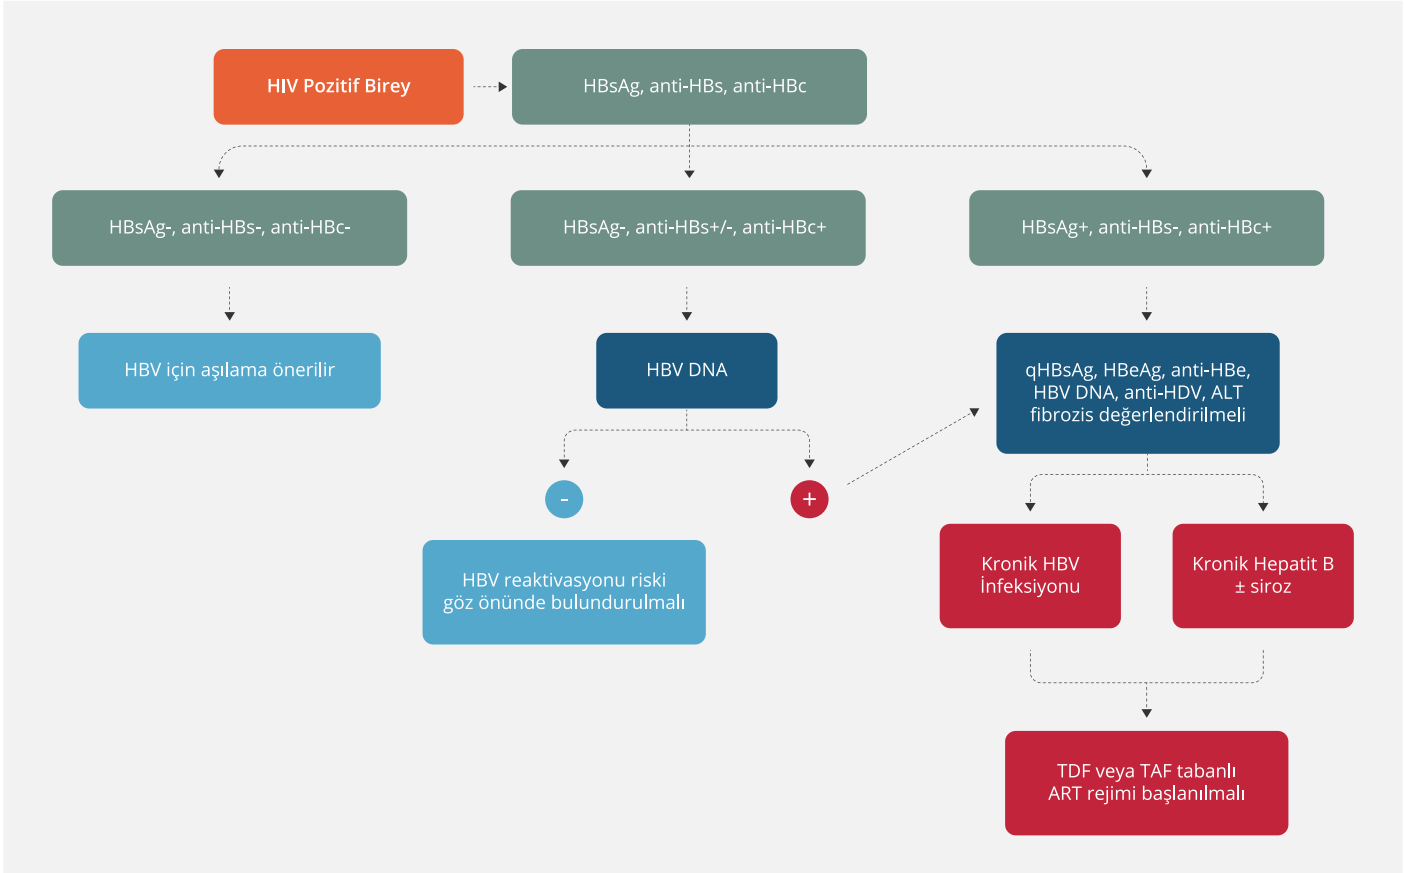 HIV Pozitif Birey
HBsAg, anti-HBs, anti-HBc
HBsAg-, anti-HBs-, anti-HBc-
HBsAg-, anti-HBs+/-, anti-HBc+
HBsAg+, anti-HBs-, anti-HBc+
HBV için aşılama önerilir
HBV DNA
qHBsAg, HBeAg, anti-HBe,
HBV DNA, anti-HDV, ALT
fibrozis değerlendirilmeli
-
+
HBV reaktivasyonu riski
göz önünde bulundurulmalı
Kronik HBV
İnfeksiyonu
Kronik Hepatit B
± siroz
TDF veya TAF tabanlı
ART rejimi başlanılmalı